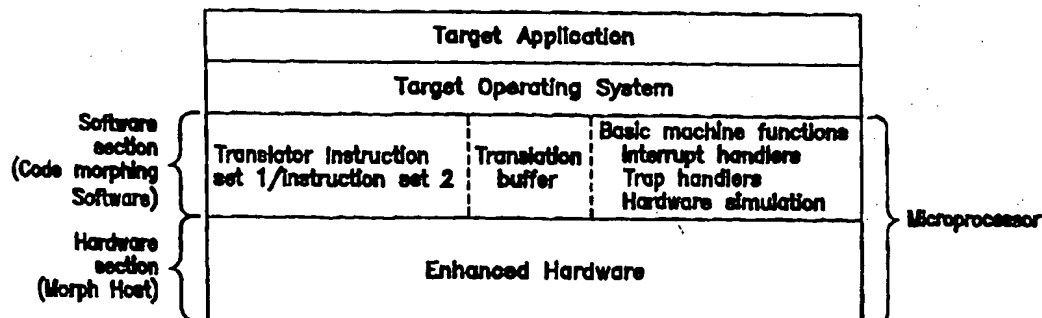 Target Application
Target Operating System
Software
section
(Code morphing
Software)
Translator Instruction
set 1/Instruction set 2
Translation
buffer
Basic machine functions
Interrupt handlers
Trap handlers
Hardware simulation
Microprocessor
Hardware
section
(Morph Host)
Enhanced Hardware